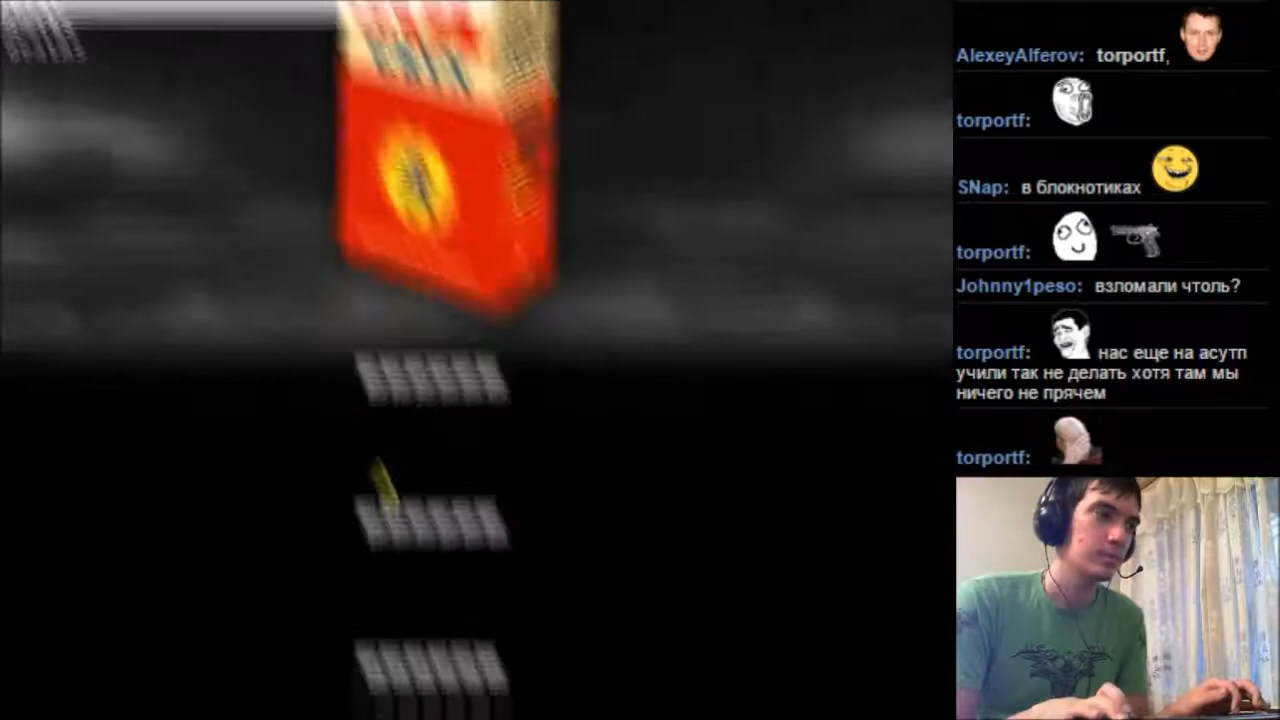 AlexeyAlferov: torportf,
torportf:
SNap: в блокнотиках
torportf:
Johnny1peso: взломали чтоль?
torportf: нас еще на асутп
учили так не делать хотя там мы
ничего не прячем
torportf: